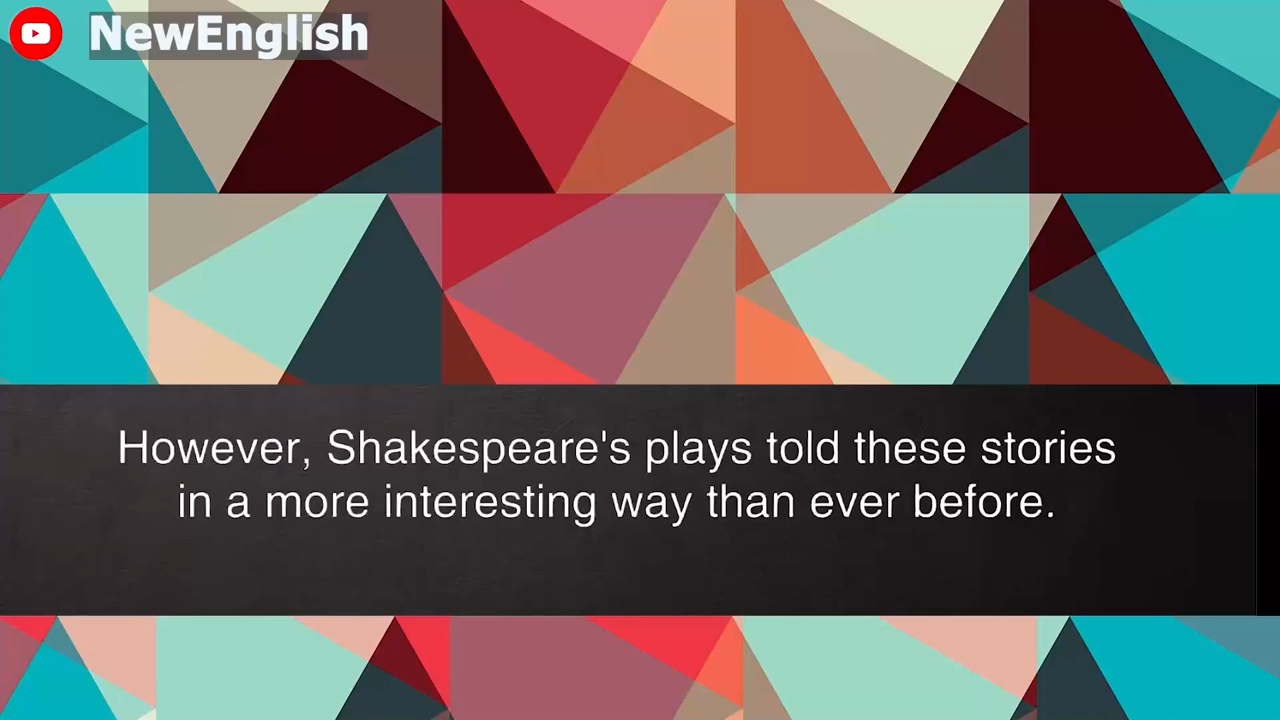 NewEnglish
However, Shakespeare's plays told these stories
in a more interesting way than ever before.